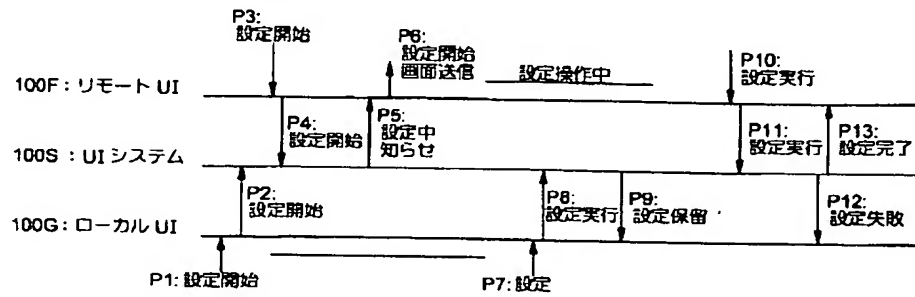 P3:
設定開始
P6:
設定開始
画面送信
設定操作中
P10:
設定実行
100F:リモート UI
P4:
設定開始
P5:
設定中
知らせ
P11:
設定実行
P13:
設定完了
100S:UI システム
P2:
設定開始
P8:
設定実行
P9:
設定保留
P12:
設定失敗
100G:ローカル UI
P1:設定開始
P7:設定